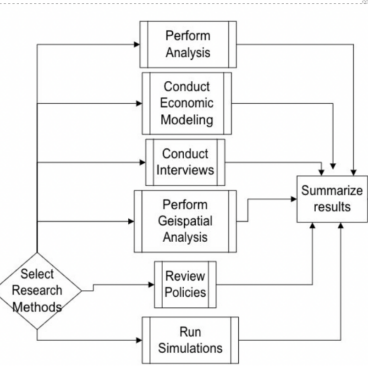 Perform
Analysis
Conduct
Economic
Modeling
Conduct
Interviews
Perform
Geispatial
Analysis
Summarize
results
Select
Research
Methods
Review
Policies
Run
Simulations